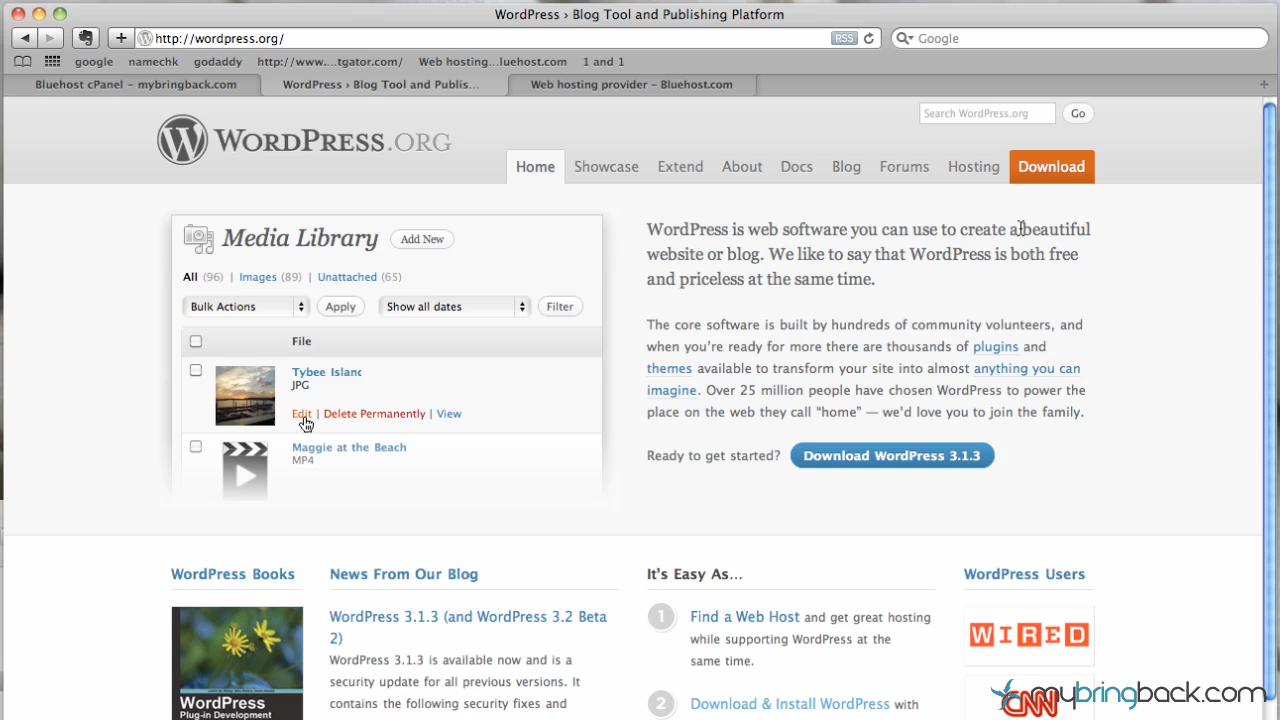 WordPress › Blog Tool and Publishing Platform
http://wordpress.org/
RSS
Google
google
namechk
godaddy
http://www....tgator.com/
Web hosting...luehost.com
1 and 1
Bluehost cPanel – mybringback.com
WordPress › Blog Tool and Publis...
Web hosting provider – Bluehost.com
WORDPRESS.ORG
Search WordPress.org
Go
Home
Showcase
Extend
About
Docs
Blog
Forums
Hosting
Download
Media Library
Add New
All (96) | Images (89) | Unattached (65)
Bulk Actions
Apply
Show all dates
Filter
File
Tybee Islanc
JPG
Edit | Delete Permanently | View
Maggie at the Beach
MP4
WordPress is web software you can use to create a beautiful
website or blog. We like to say that WordPress is both free
and priceless at the same time.
The core software is built by hundreds of community volunteers, and
when you’re ready for more there are thousands of plugins and
themes available to transform your site into almost anything you can
imagine. Over 25 million people have chosen WordPress to power the
place on the web they call “home” — we’d love you to join the family.
Ready to get started?
Download WordPress 3.1.3
WordPress Books
WordPress
Plug-in Development
News From Our Blog
WordPress 3.1.3 (and WordPress 3.2 Beta
2)
WordPress 3.1.3 is available now and is a
security update for all previous versions. It
contains the following security fixes and
It’s Easy As...
1
Find a Web Host and get great hosting
while supporting WordPress at the
same time.
2
Download & Install WordPress with
WordPress Users
WIRED
CNN
mybringback.com